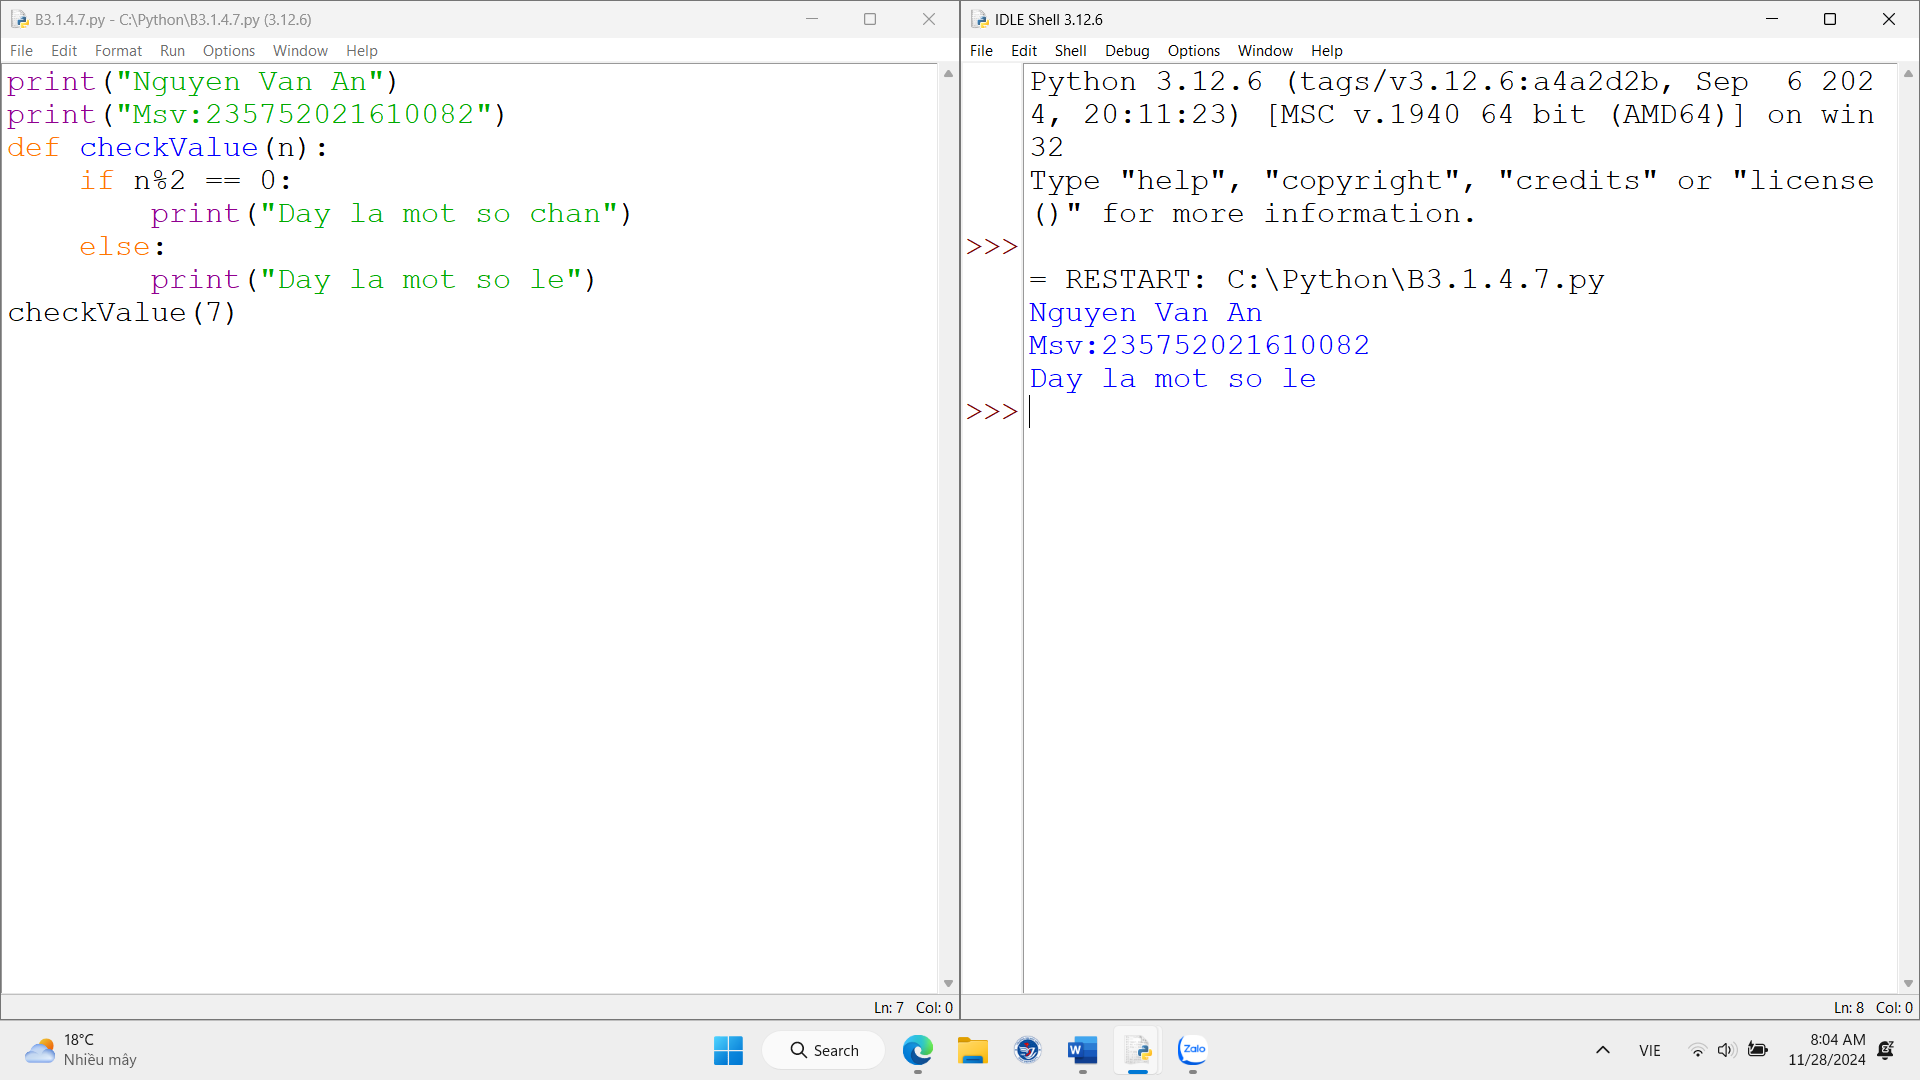 B3.1.4.7.py - C:\Python\B3.1.4.7.py (3.12.6)
File Edit Format Run Options Window Help
print("Nguyen Van An")
print("Msv:235752021610082")
def checkValue(n):
    if n%2 == 0:
        print("Day la mot so chan")
    else:
        print("Day la mot so le")
checkValue(7)
Ln: 7 Col: 0
IDLE Shell 3.12.6
File Edit Shell Debug Options Window Help
Python 3.12.6 (tags/v3.12.6:a4a2d2b, Sep  6 202
4, 20:11:23) [MSC v.1940 64 bit (AMD64)] on win
32
Type "help", "copyright", "credits" or "license
()" for more information.
>>>
= RESTART: C:\Python\B3.1.4.7.py
Nguyen Van An
Msv:235752021610082
Day la mot so le
>>>
Ln: 8 Col: 0
18°C
Nhiều mây
Search
W
Zalo
VIE
8:04 AM
11/28/2024